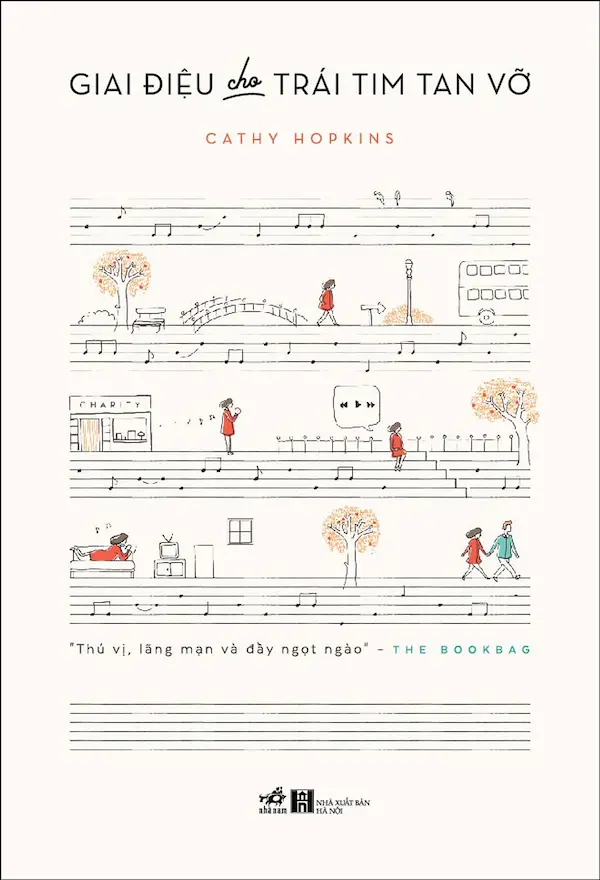 GIAI ĐIỆU cho TRÁI TIM TAN VỠ
CATHY HOPKINS
CHARITY
"Thú vị, lãng mạn và đầy ngọt ngào" – THE BOOKBAG
nhã nam
NHÀ XUẤT BẢN
HÀ NỘI